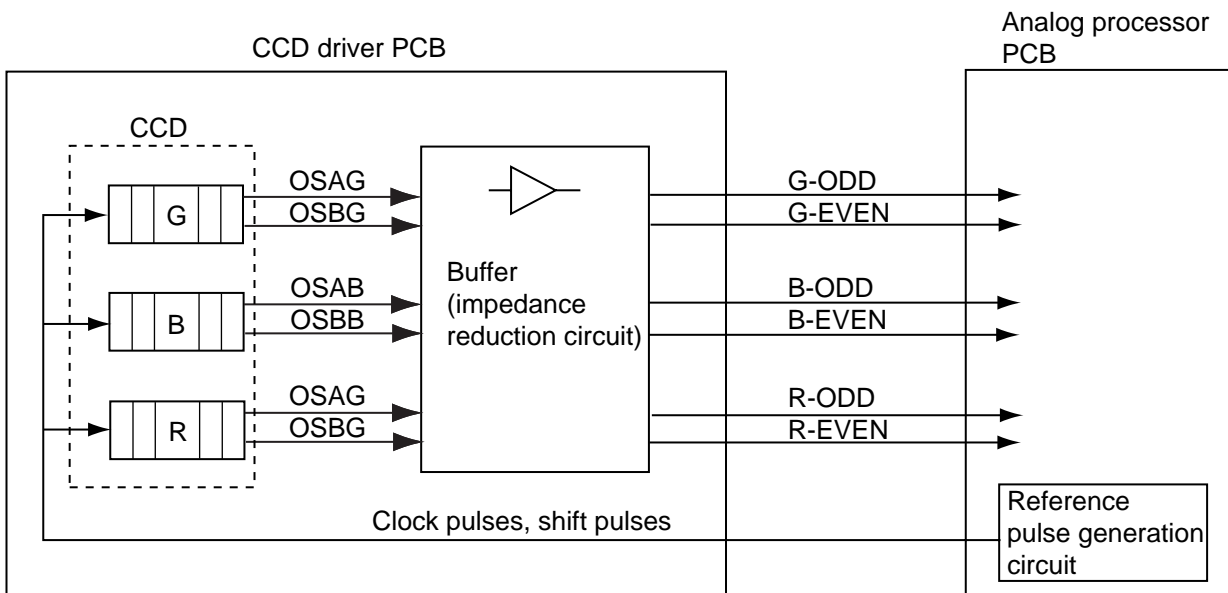 Analog processor
PCB
CCD driver PCB
CCD
G
OSAG
OSBG
G-ODD
G-EVEN
B
OSAB
OSBB
Buffer
(impedance
reduction circuit)
B-ODD
B-EVEN
R
OSAG
OSBG
R-ODD
R-EVEN
Clock pulses, shift pulses
Reference
pulse generation
circuit